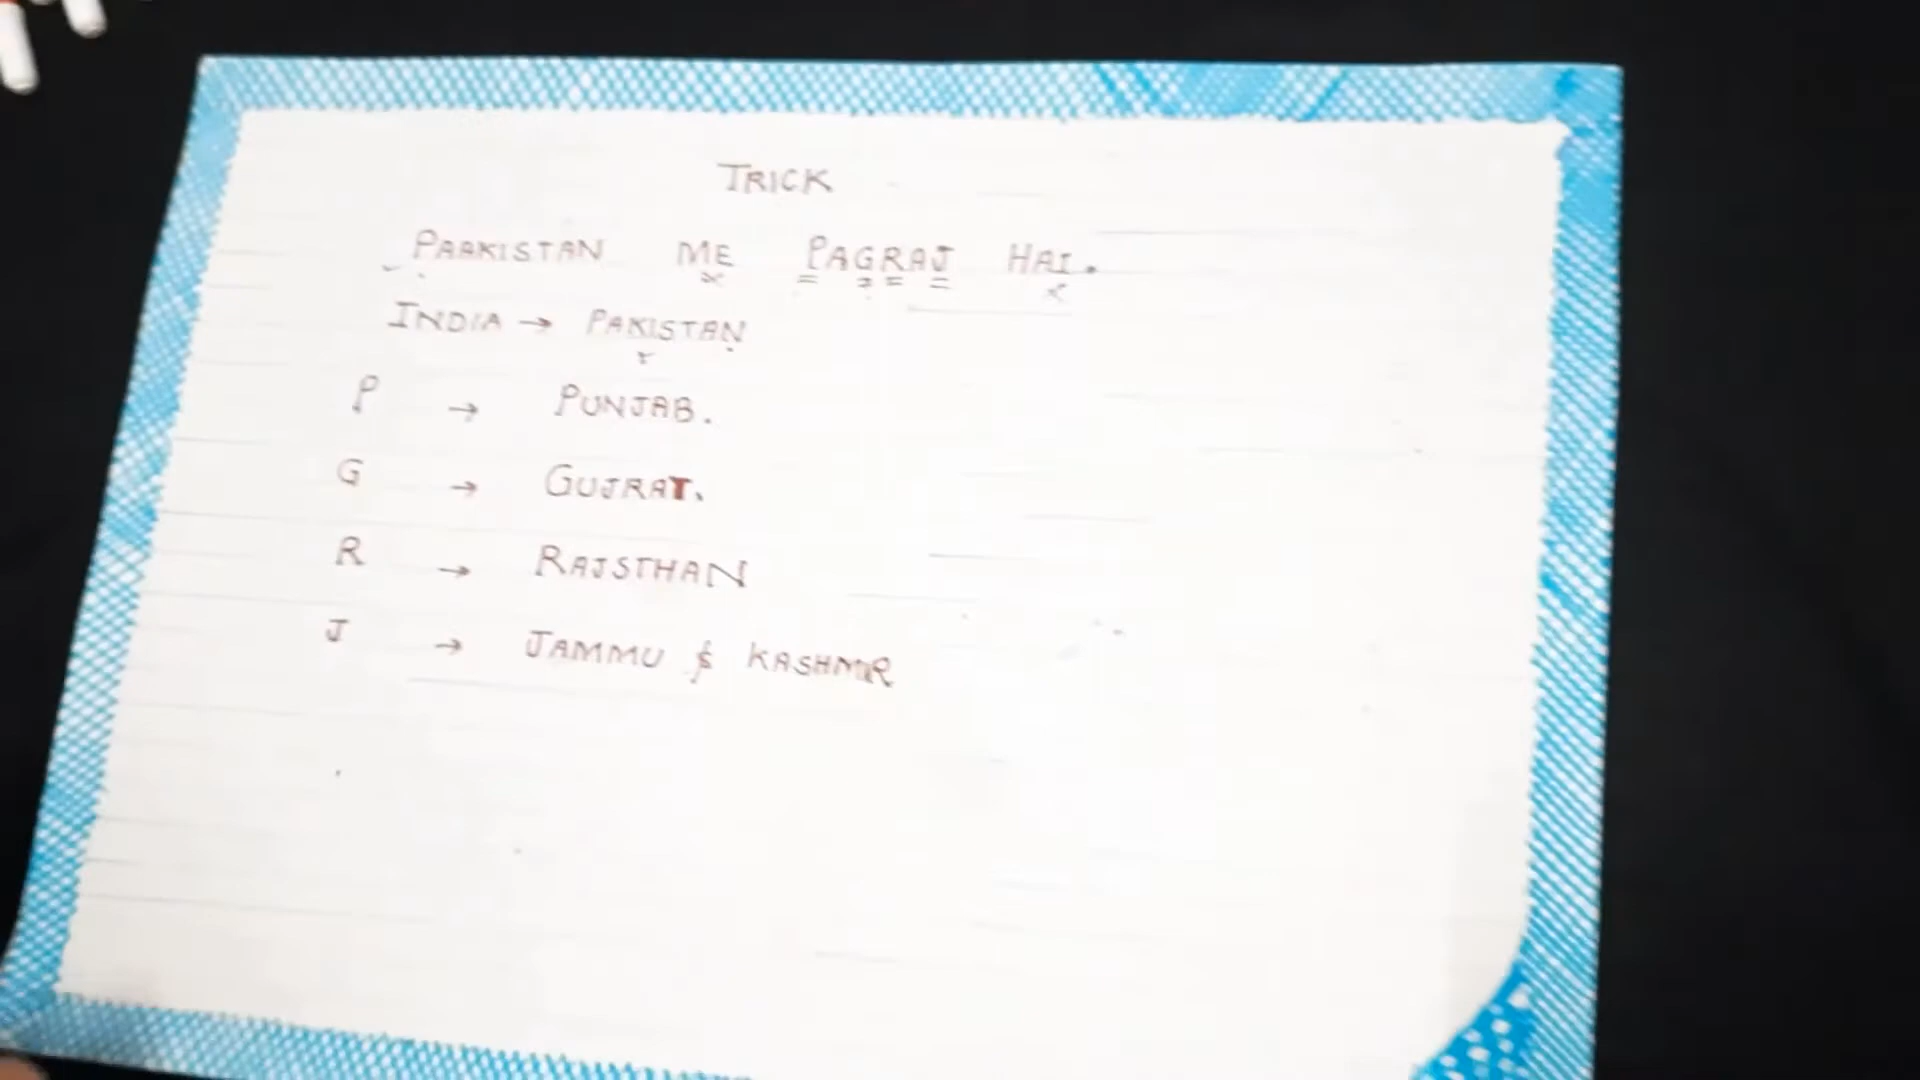 TRICK
PAAKISTAN ME PAGRAJ HAI.
INDIA → PAKISTAN
P → PUNJAB.
G → GUJRAT.
R → RAJSTHAN
J → JAMMU & KASHMIR